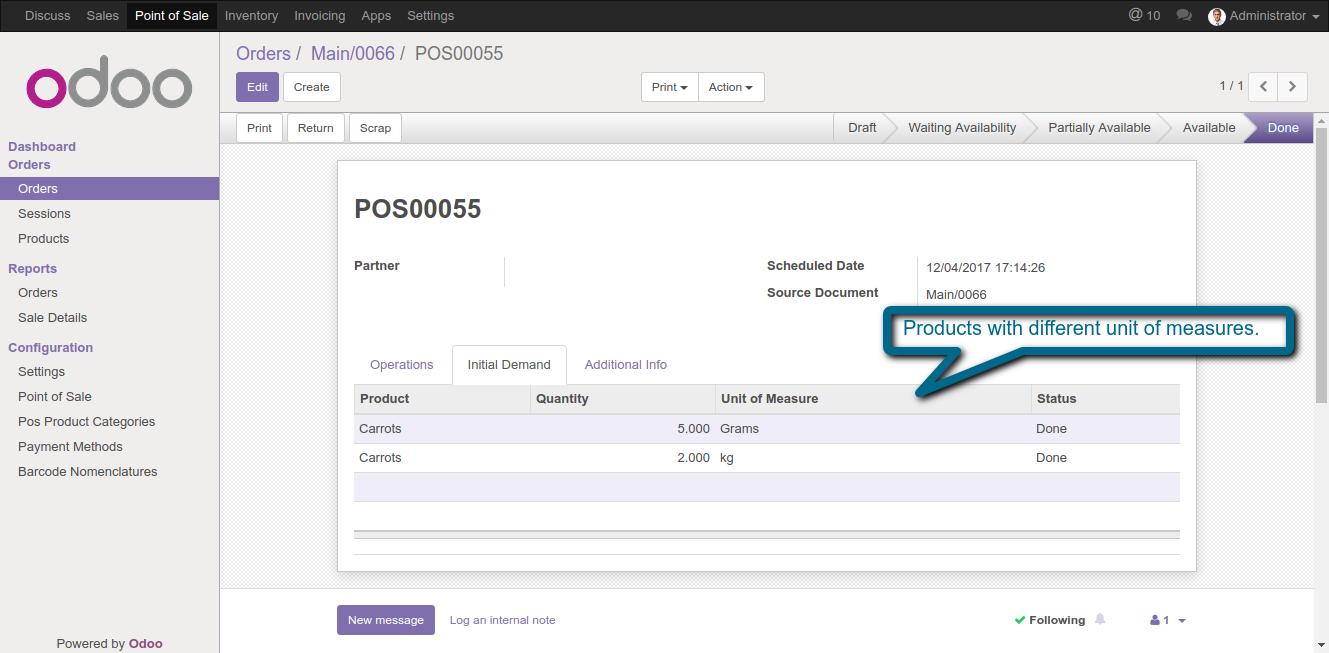 Discuss Sales Point of Sale Inventory Invoicing Apps Settings @ 10 Administrator
odoo
Dashboard
Orders
Orders
Sessions
Products
Reports
Orders
Sale Details
Configuration
Settings
Point of Sale
Pos Product Categories
Payment Methods
Barcode Nomenclatures
Powered by Odoo
Orders / Main/0066 / POS00055
Edit Create Print Action 1 / 1
Print Return Scrap Draft Waiting Availability Partially Available Available Done
POS00055
Partner
Scheduled Date 12/04/2017 17:14:26
Source Document Main/0066
Products with different unit of measures.
Operations Initial Demand Additional Info
Product Quantity Unit of Measure Status
Carrots 5.000 Grams Done
Carrots 2.000 kg Done
New message Log an internal note Following 1